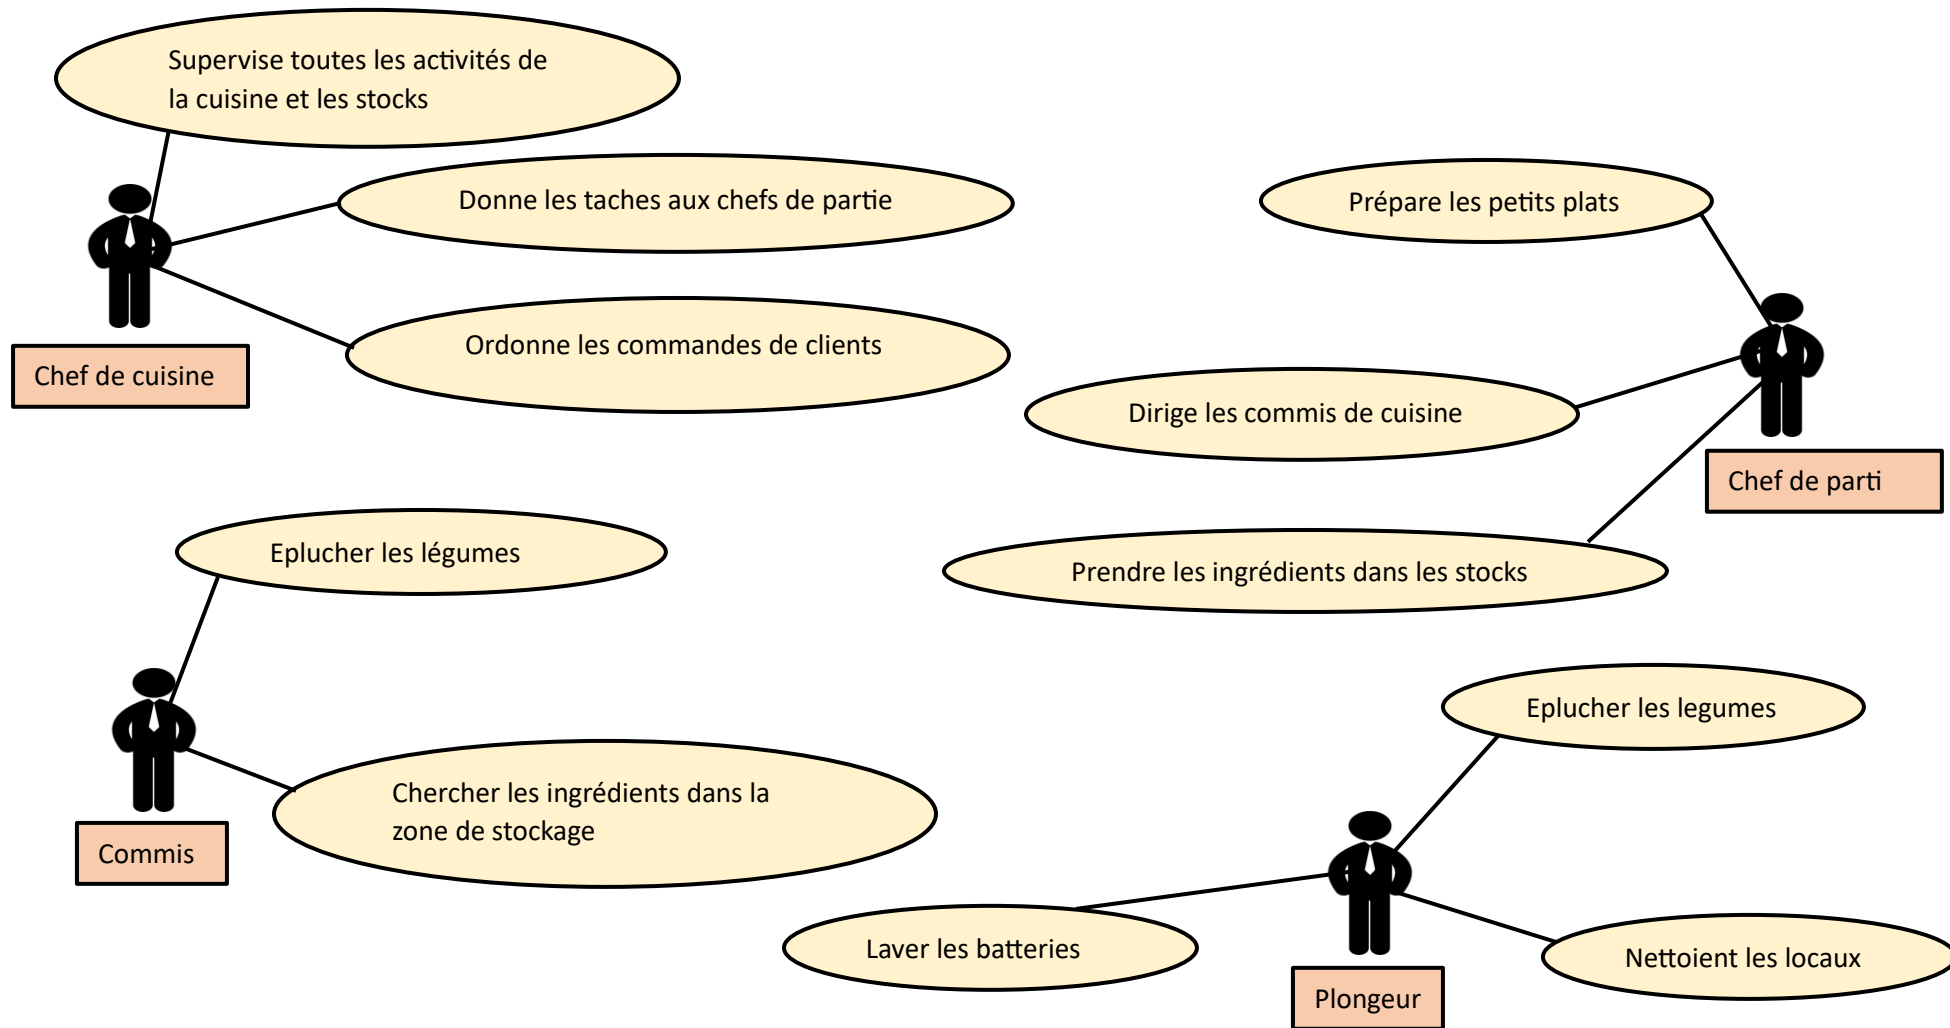 Supervise toutes les activités de
la cuisine et les stocks
Donne les taches aux chefs de partie
Ordonne les commandes de clients
Chef de cuisine
Prépare les petits plats
Dirige les commis de cuisine
Prendre les ingrédients dans les stocks
Chef de parti
Eplucher les légumes
Chercher les ingrédients dans la
zone de stockage
Commis
Eplucher les legumes
Laver les batteries
Nettoient les locaux
Plongeur